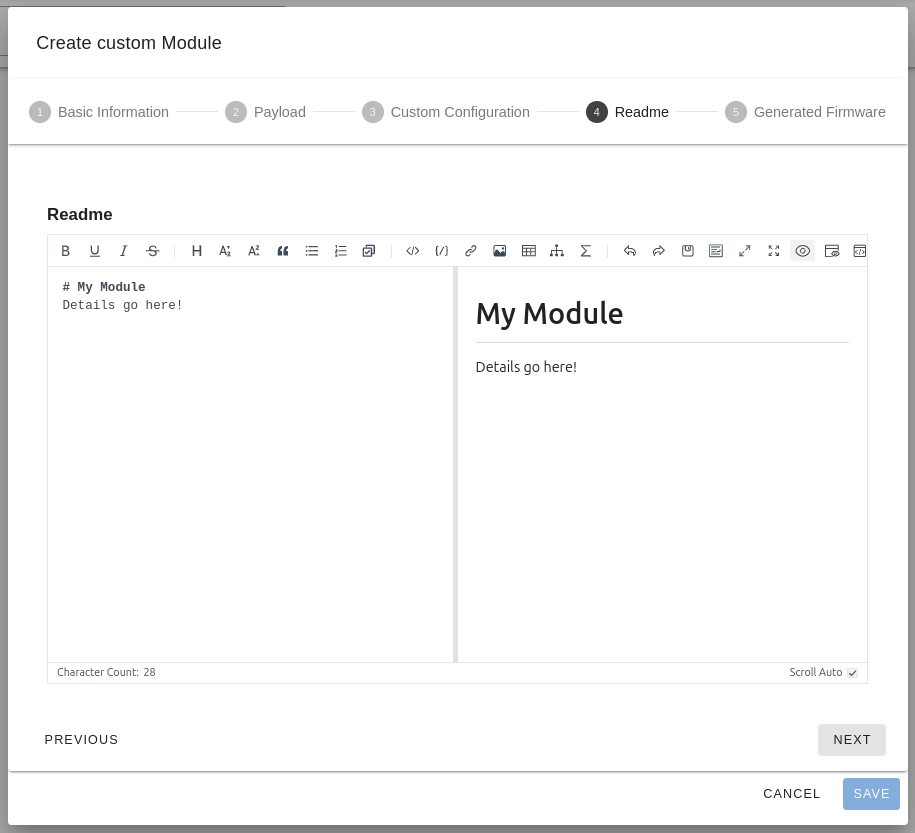 Create custom Module
1 Basic Information 2 Payload 3 Custom Configuration 4 Readme 5 Generated Firmware
Readme
# My Module
Details go here!
My Module
Details go here!
Character Count: 28 Scroll Auto
PREVIOUS NEXT
CANCEL SAVE